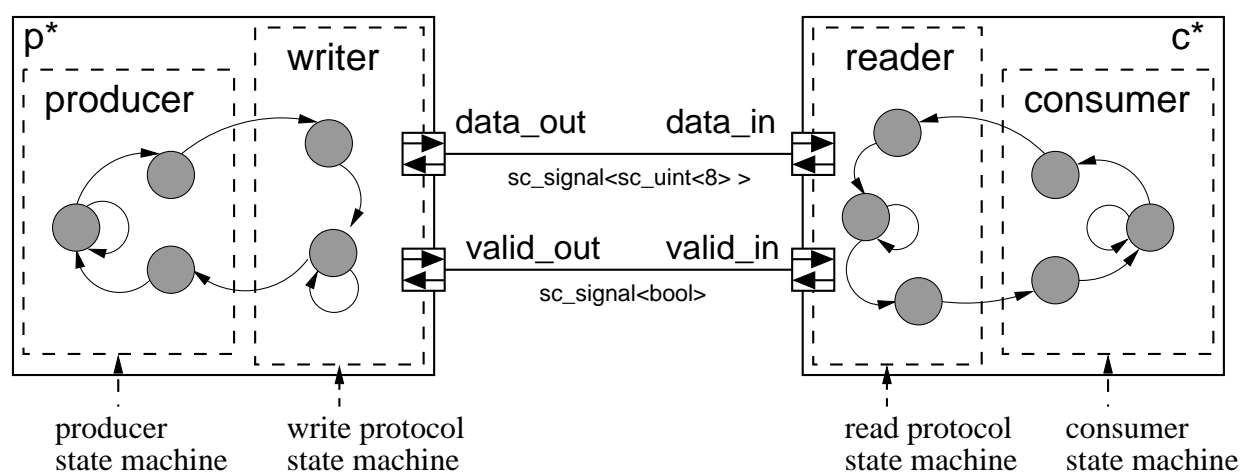 p*
writer
producer
data_out
data_in
sc_signal<sc_uint<8> >
valid_out
valid_in
sc_signal<bool>
c*
reader
consumer
producer
state machine
write protocol
state machine
read protocol
state machine
consumer
state machine